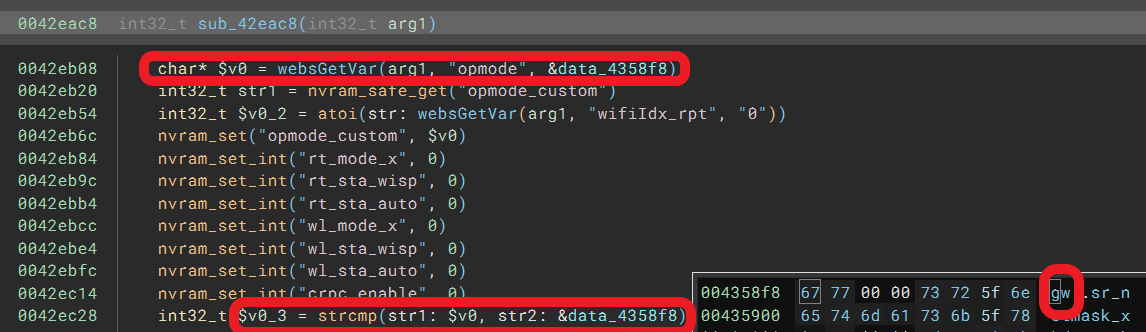 0042eac8 int32_t sub_42eac8(int32_t arg1)
0042eb08 char* $v0 = websGetVar(arg1, "opmode", &data_4358f8)
0042eb20 int32_t str1 = nvram_safe_get("opmode_custom")
0042eb54 int32_t $v0_2 = atoi(str: websGetVar(arg1, "wifiIdx_rpt", "0"))
0042eb6c nvram_set("opmode_custom", $v0)
0042eb84 nvram_set_int("rt_mode_x", 0)
0042eb9c nvram_set_int("rt_sta_wisp", 0)
0042ebb4 nvram_set_int("rt_sta_auto", 0)
0042ebcc nvram_set_int("wl_mode_x", 0)
0042ebe4 nvram_set_int("wl_sta_wisp", 0)
0042ebfc nvram_set_int("wl_sta_auto", 0)
0042ec14 nvram_set_int("crpc_enable", 0)
0042ec28 int32_t $v0_3 = strcmp(str1: $v0, str2: &data_4358f8)
004358f8 67 77 00 00 73 72 5f 6e gw..sr_n
00435900 65 74 6d 61 73 6b 5f 78 etmask_x